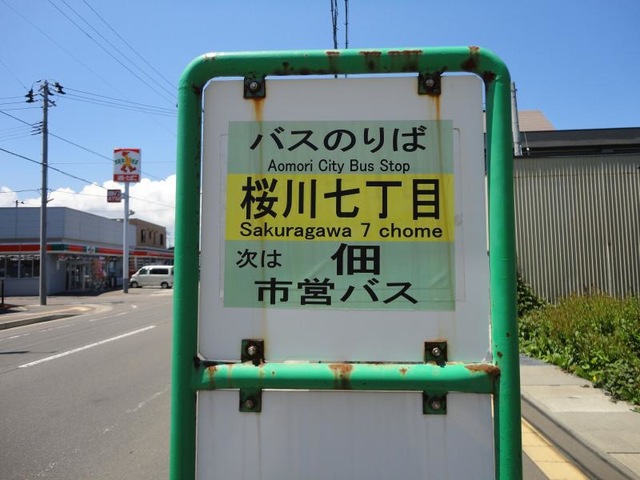 バスのりば
Aomori City Bus Stop
桜川七丁目
Sakuragawa 7 chome
次は 佃
市営バス